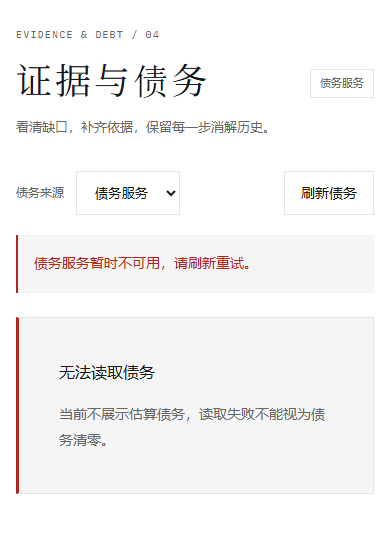 EVIDENCE & DEBT / 04
证据与债务
债务服务
看清缺口，补齐依据，保留每一步消解历史。
债务来源
债务服务
刷新债务
债务服务暂时不可用，请刷新重试。
无法读取债务
当前不展示估算债务，读取失败不能视为债
务清零。